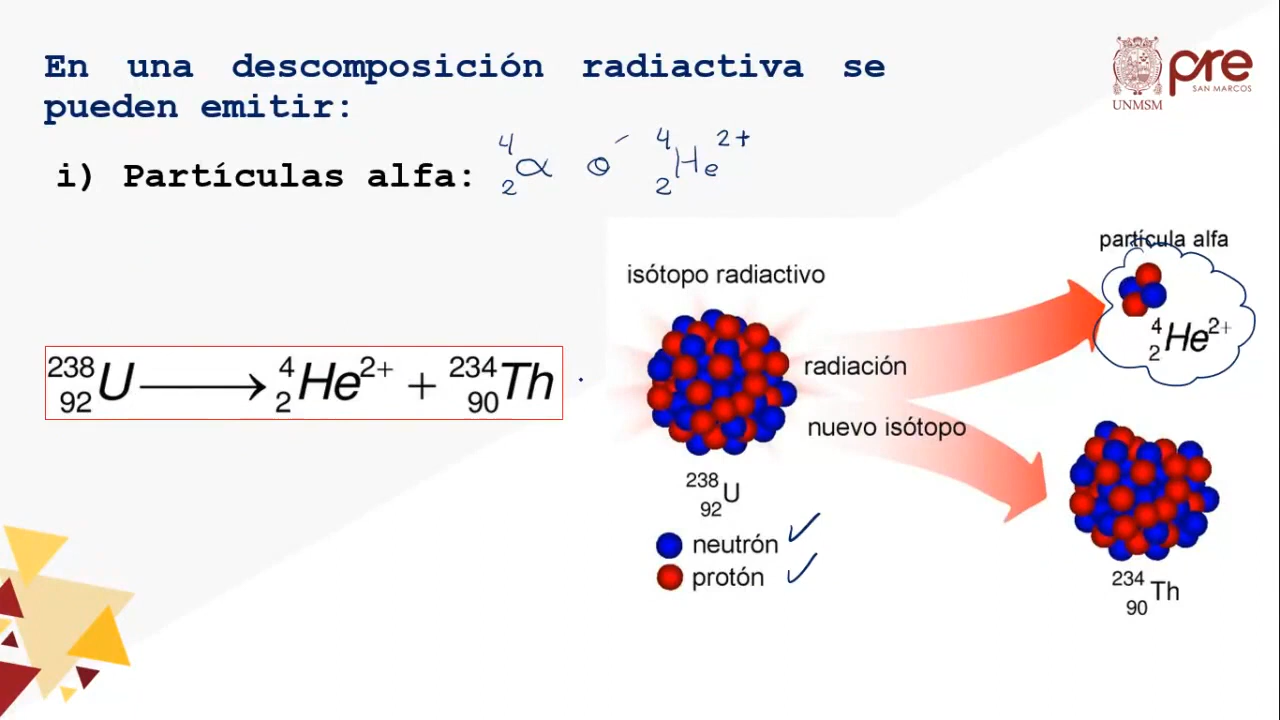 En una descomposición radiactiva se
pueden emitir:
i) Partículas alfa: ⁴₂α ó ⁴₂He²⁺
UNMSM
pre
SAN MARCOS
partícula alfa
isótopo radiactivo
⁴₂He²⁺
radiación
²³⁸₉₂U ⟶ ⁴₂He²⁺ + ²³⁴₉₀Th
nuevo isótopo
²³⁸₉₂U
neutrón ✓
protón ✓
²³⁴₉₀Th